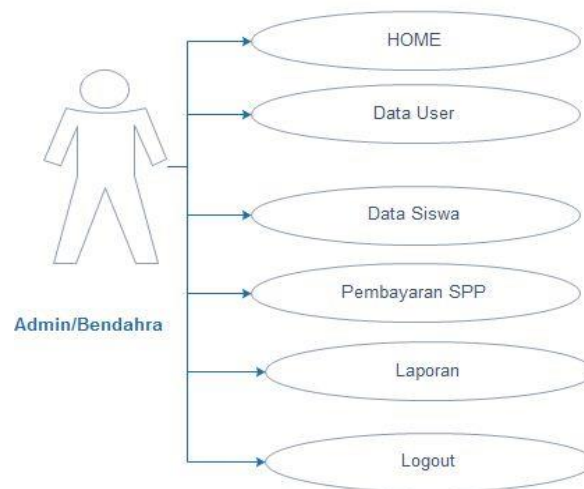 HOME
Data User
Data Siswa
Pembayaran SPP
Admin/Bendahra
Laporan
Logout